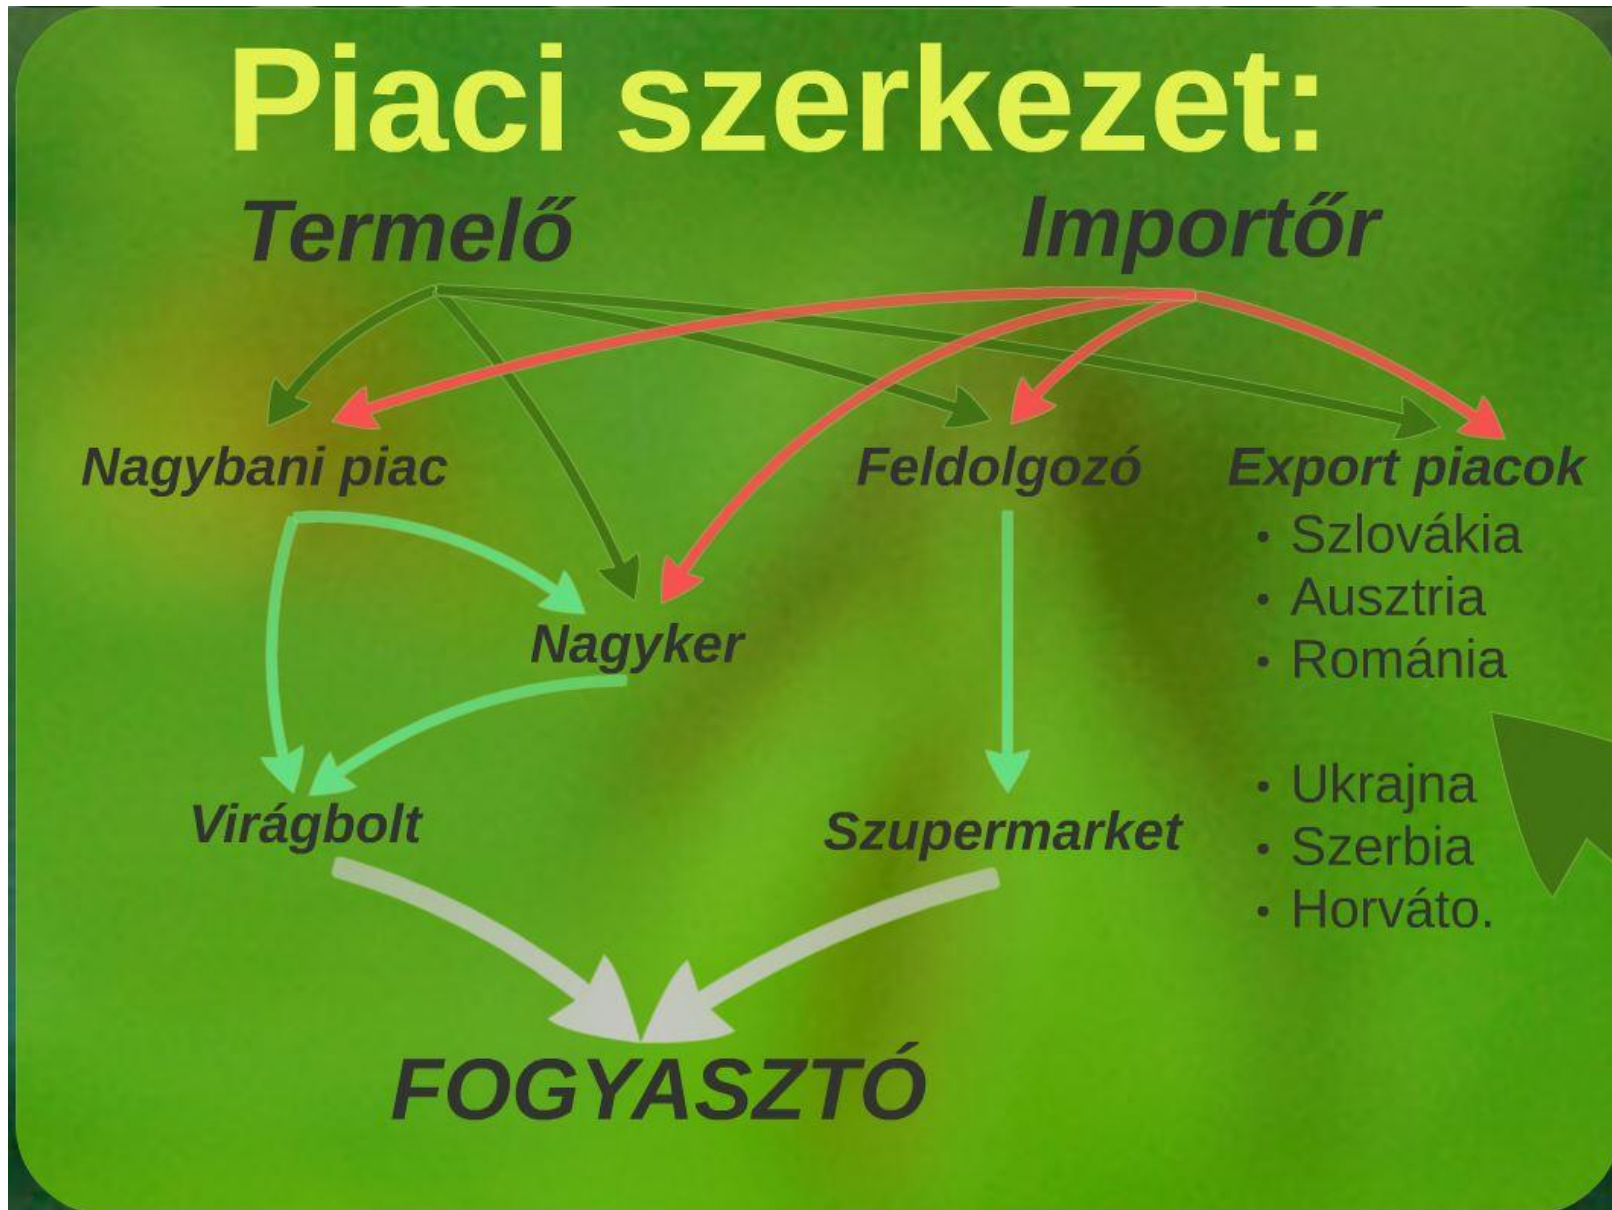 Piaci szerkezet:
Termelő
Importőr
Nagybani piac
Feldolgozó
Export piacok
• Szlovákia
• Ausztria
• Románia
Nagyker
• Ukrajna
• Szerbia
• Horváto.
Virágbolt
Szupermarket
FOGYASZTÓ